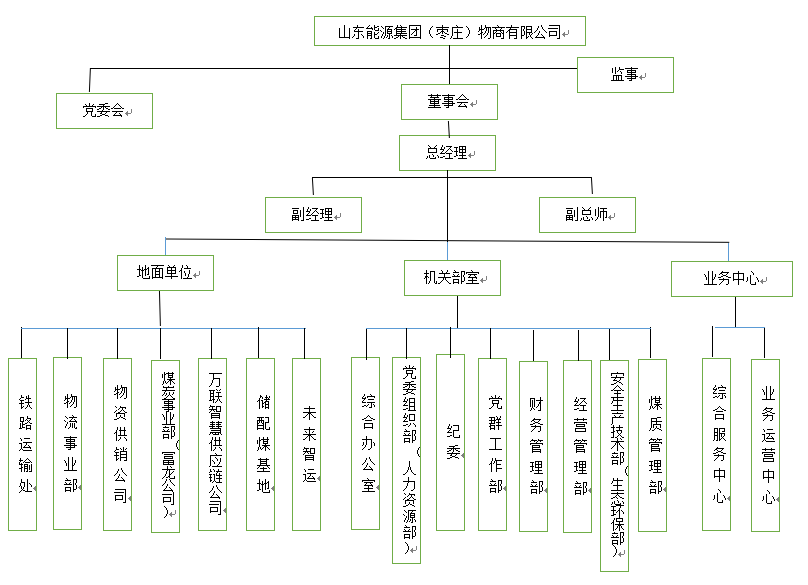 山东能源集团（枣庄）物商有限公司
监事
党委会
董事会
总经理
副经理
副总师
地面单位
机关部室
业务中心
铁路运输处
物流事业部
物资供销公司
煤炭事业部（富龙公司）
万联智慧供应链公司
储配煤基地
未来智运
综合办公室
党委组织部（人力资源部）
纪委
党群工作部
财务管理部
经营管理部
安全生产技术部（生态环保部）
煤质管理部
综合服务中心
业务运营中心